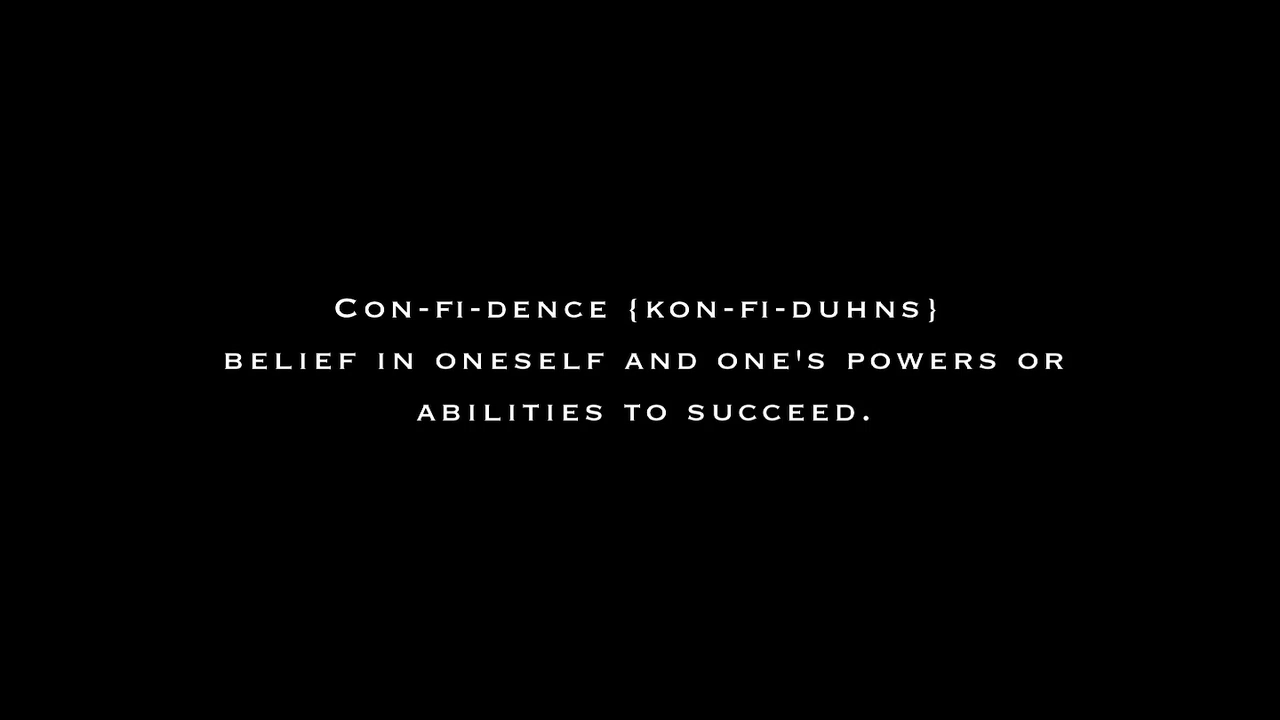 Con-fi-dence {kon-fi-duhns}
belief in oneself and one's powers or
abilities to succeed.